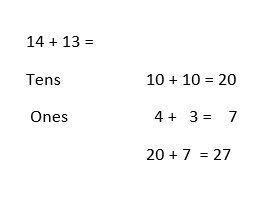 14 + 13 =
Tens 10 + 10 = 20
Ones 4 + 3 = 7
20 + 7 = 27